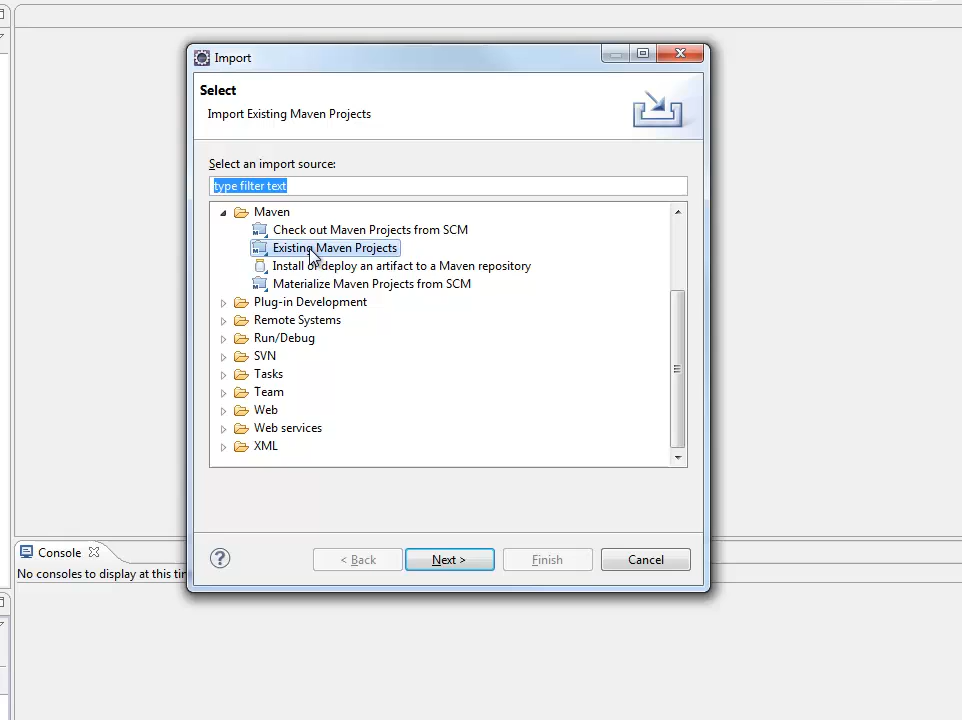 Import
Select
Import Existing Maven Projects
Select an import source:
type filter text
Maven
Check out Maven Projects from SCM
Existing Maven Projects
Install or deploy an artifact to a Maven repository
Materialize Maven Projects from SCM
Plug-in Development
Remote Systems
Run/Debug
SVN
Tasks
Team
Web
Web services
XML
< Back
Next >
Finish
Cancel
Console
No consoles to display at this